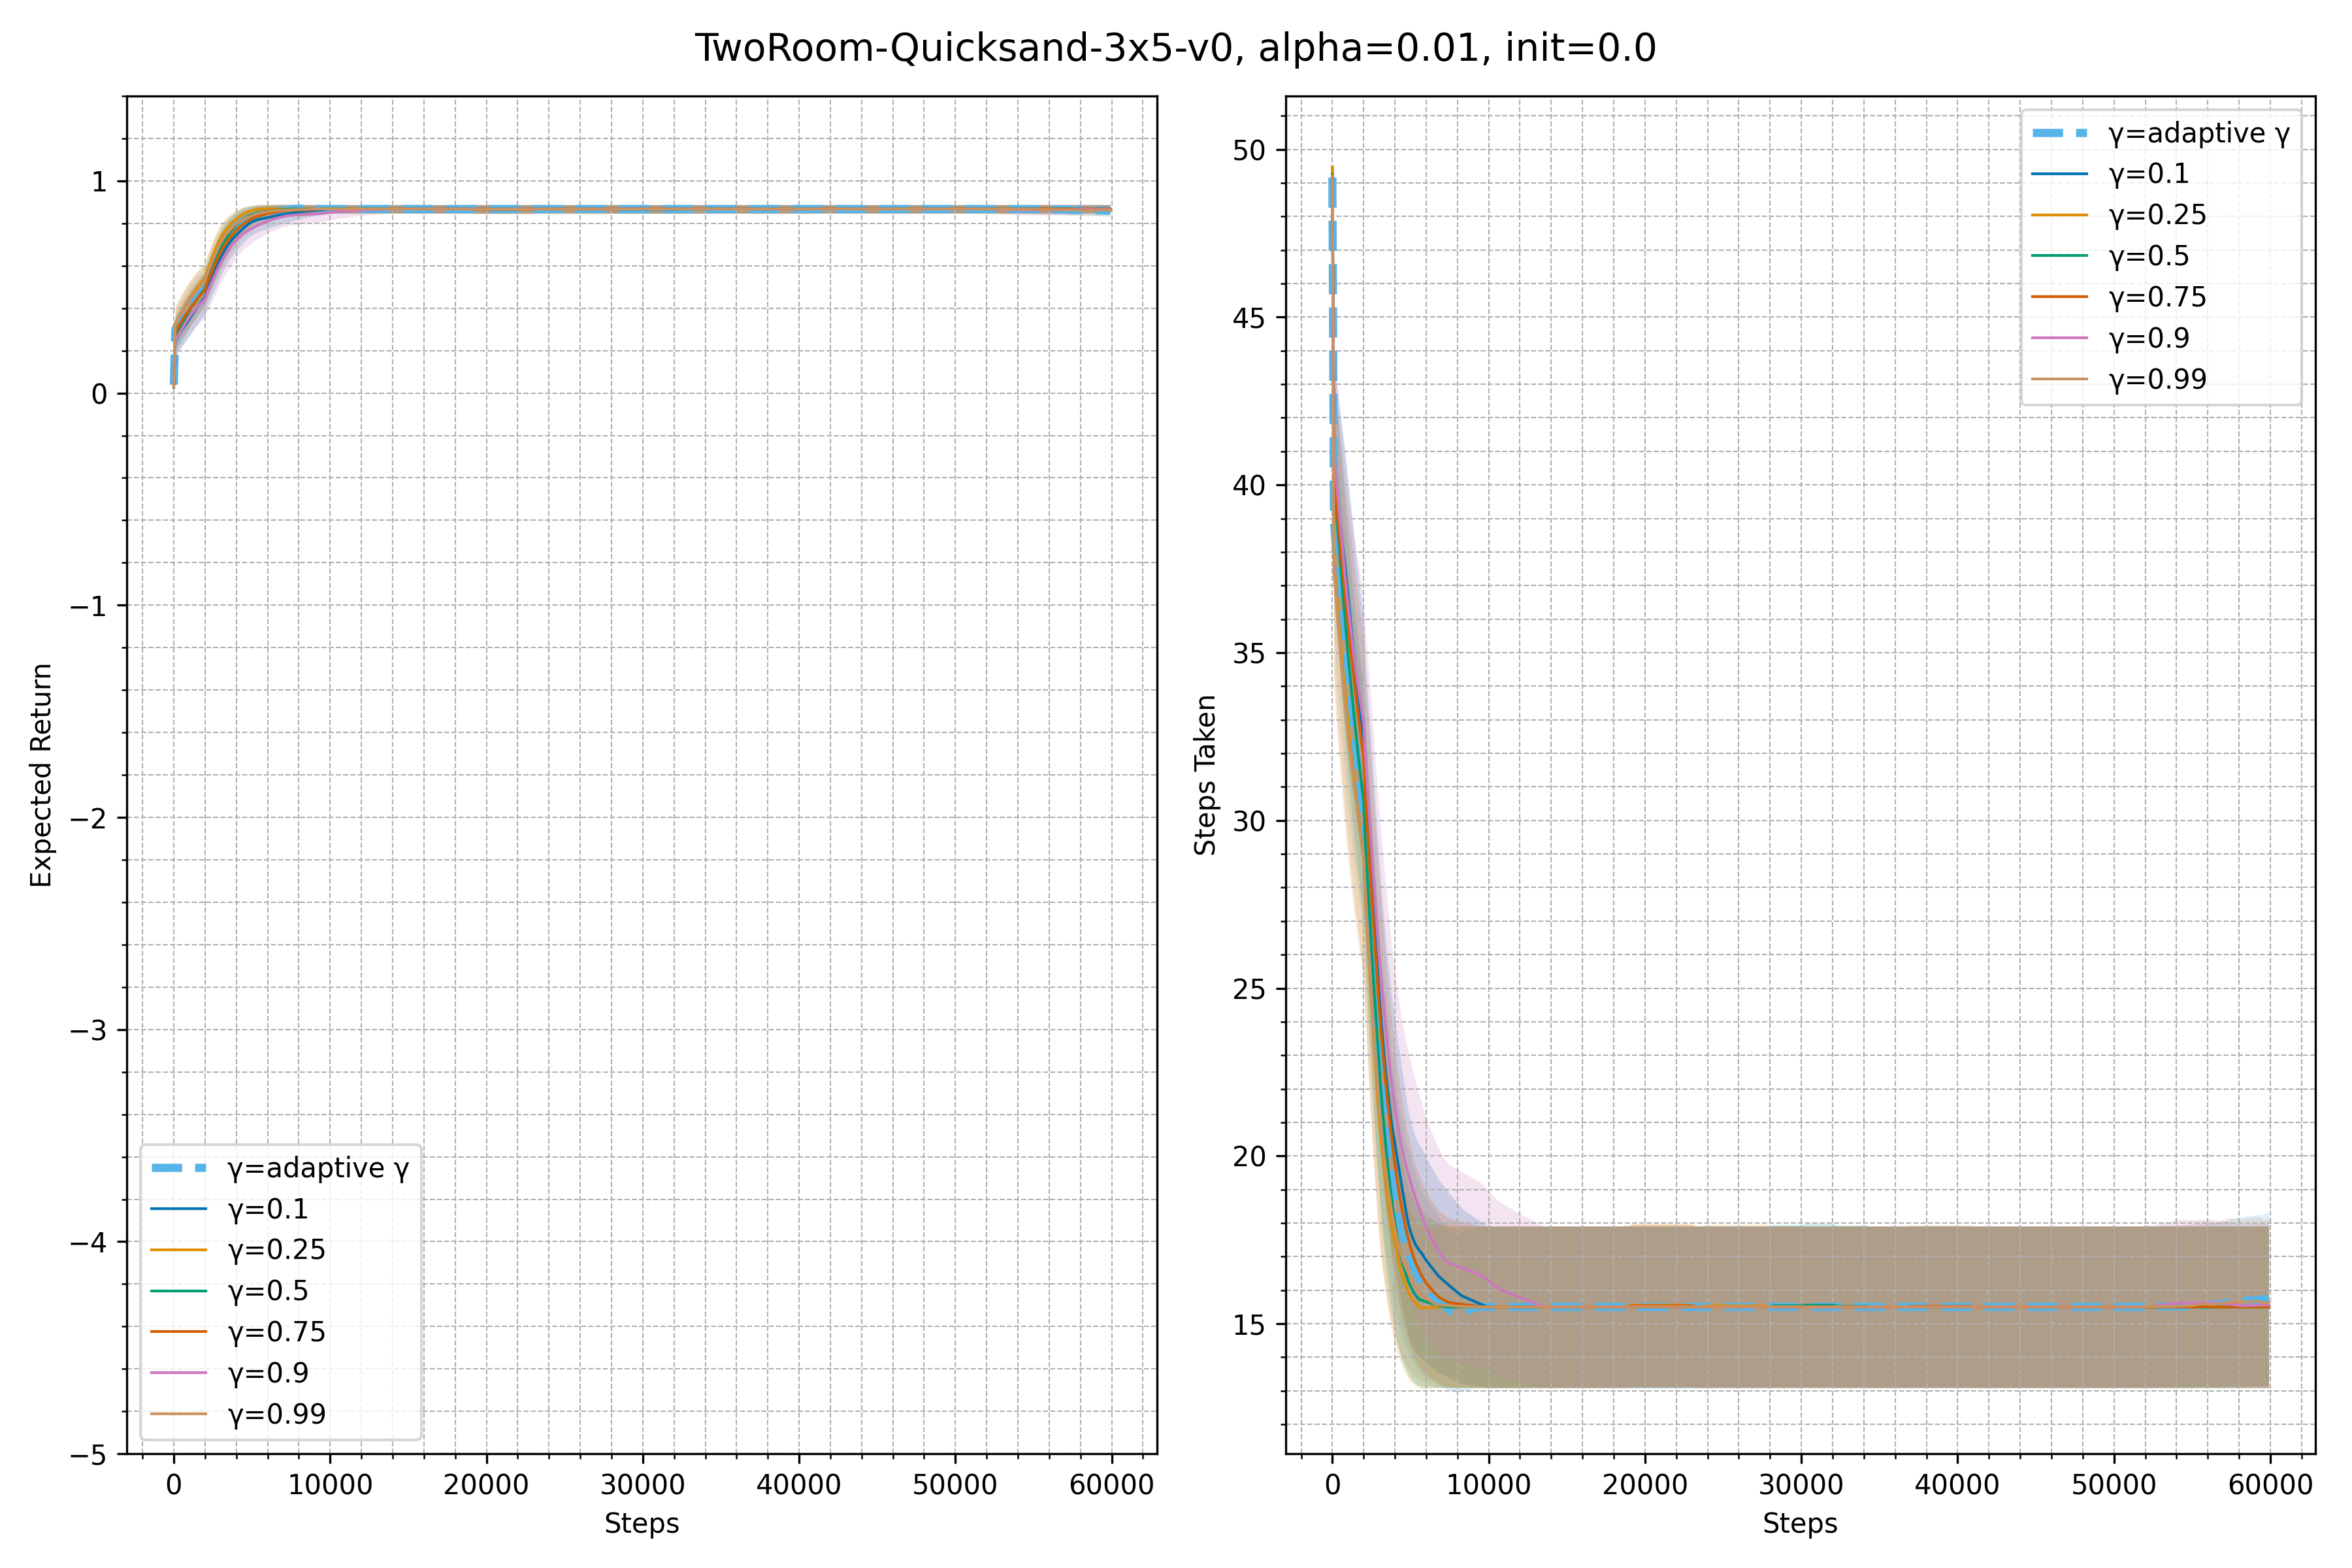 TwoRoom-Quicksand-3x5-v0, alpha=0.01, init=0.0
Expected Return
1
0
−1
−2
−3
−4
−5
γ=adaptive γ
γ=0.1
γ=0.25
γ=0.5
γ=0.75
γ=0.9
γ=0.99
0 10000 20000 30000 40000 50000 60000
Steps
Steps Taken
50
45
40
35
30
25
20
15
γ=adaptive γ
γ=0.1
γ=0.25
γ=0.5
γ=0.75
γ=0.9
γ=0.99
0 10000 20000 30000 40000 50000 60000
Steps